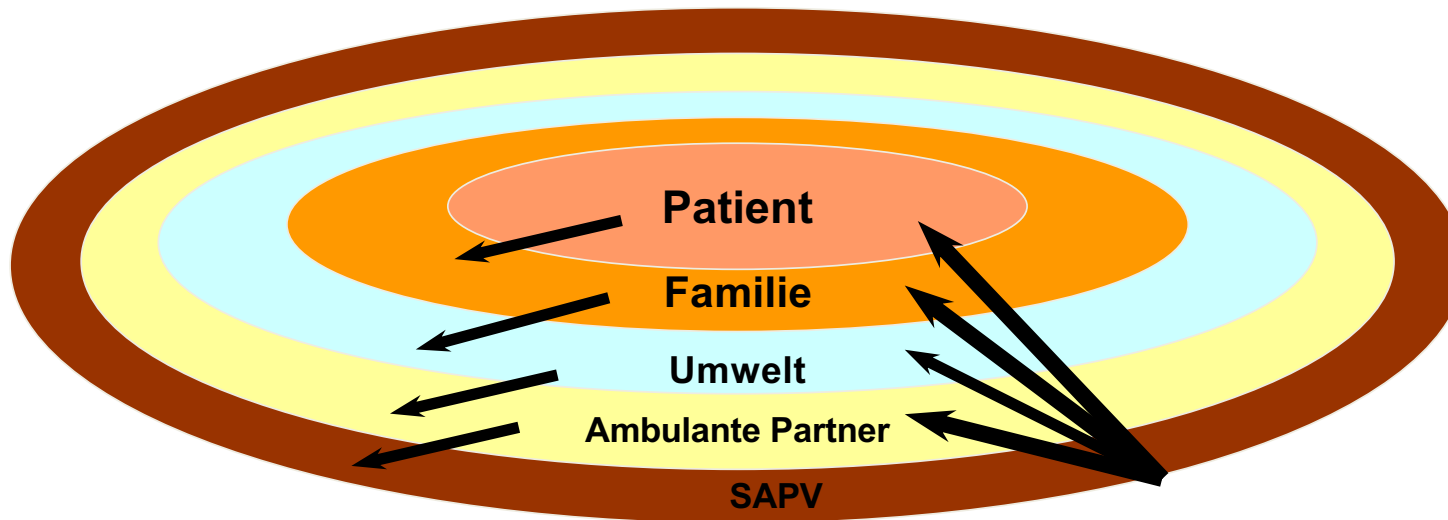 Patient
Familie
Umwelt
Ambulante Partner
SAPV